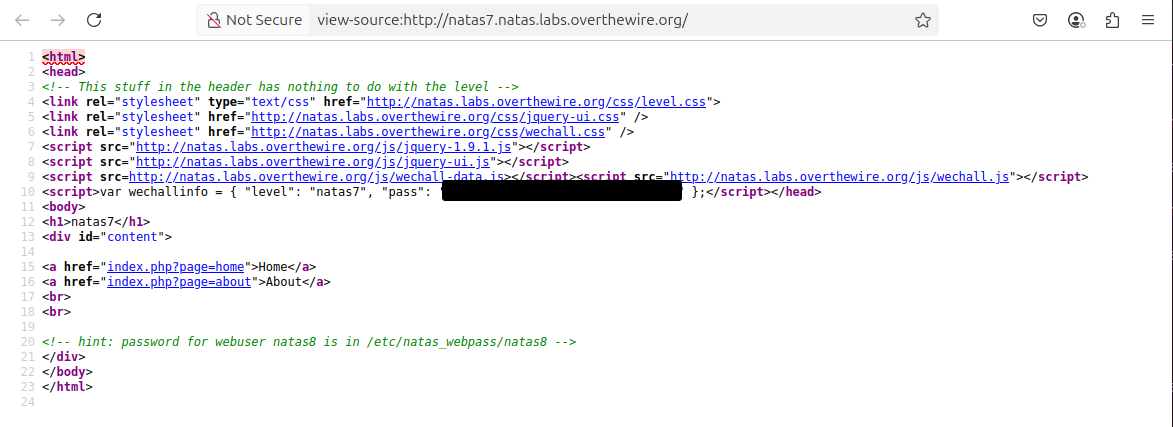 Not Secure view-source:http://natas7.natas.labs.overthewire.org/
1 <html>
2 <head>
3 <!-- This stuff in the header has nothing to do with the level -->
4 <link rel="stylesheet" type="text/css" href="http://natas.labs.overthewire.org/css/level.css">
5 <link rel="stylesheet" href="http://natas.labs.overthewire.org/css/jquery-ui.css" />
6 <link rel="stylesheet" href="http://natas.labs.overthewire.org/css/wechall.css" />
7 <script src="http://natas.labs.overthewire.org/js/jquery-1.9.1.js"></script>
8 <script src="http://natas.labs.overthewire.org/js/jquery-ui.js"></script>
9 <script src=http://natas.labs.overthewire.org/js/wechall-data.js></script><script src="http://natas.labs.overthewire.org/js/wechall.js"></script>
10 <script>var wechallinfo = { "level": "natas7", "pass": " " };</script></head>
11 <body>
12 <h1>natas7</h1>
13 <div id="content">
14
15 <a href="index.php?page=home">Home</a>
16 <a href="index.php?page=about">About</a>
17 <br>
18 <br>
19
20 <!-- hint: password for webuser natas8 is in /etc/natas_webpass/natas8 -->
21 </div>
22 </body>
23 </html>
24